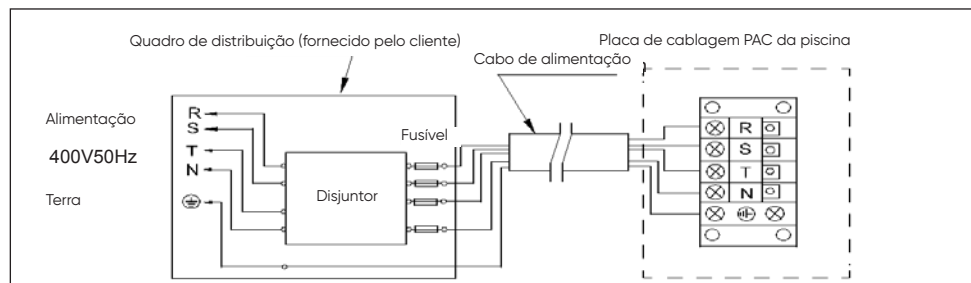 Quadro de distribuição (fornecido pelo cliente)
Placa de cablagem PAC da piscina
Cabo de alimentação
Alimentação
400V50Hz
Terra
R
S
T
N
Fusível
Disjuntor
R
S
T
N